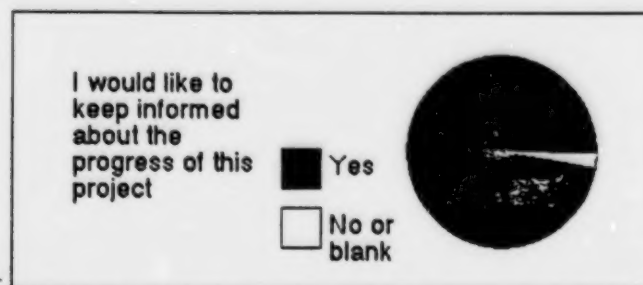 I would like to
keep informed
about the
progress of this
project
Yes
No or
blank